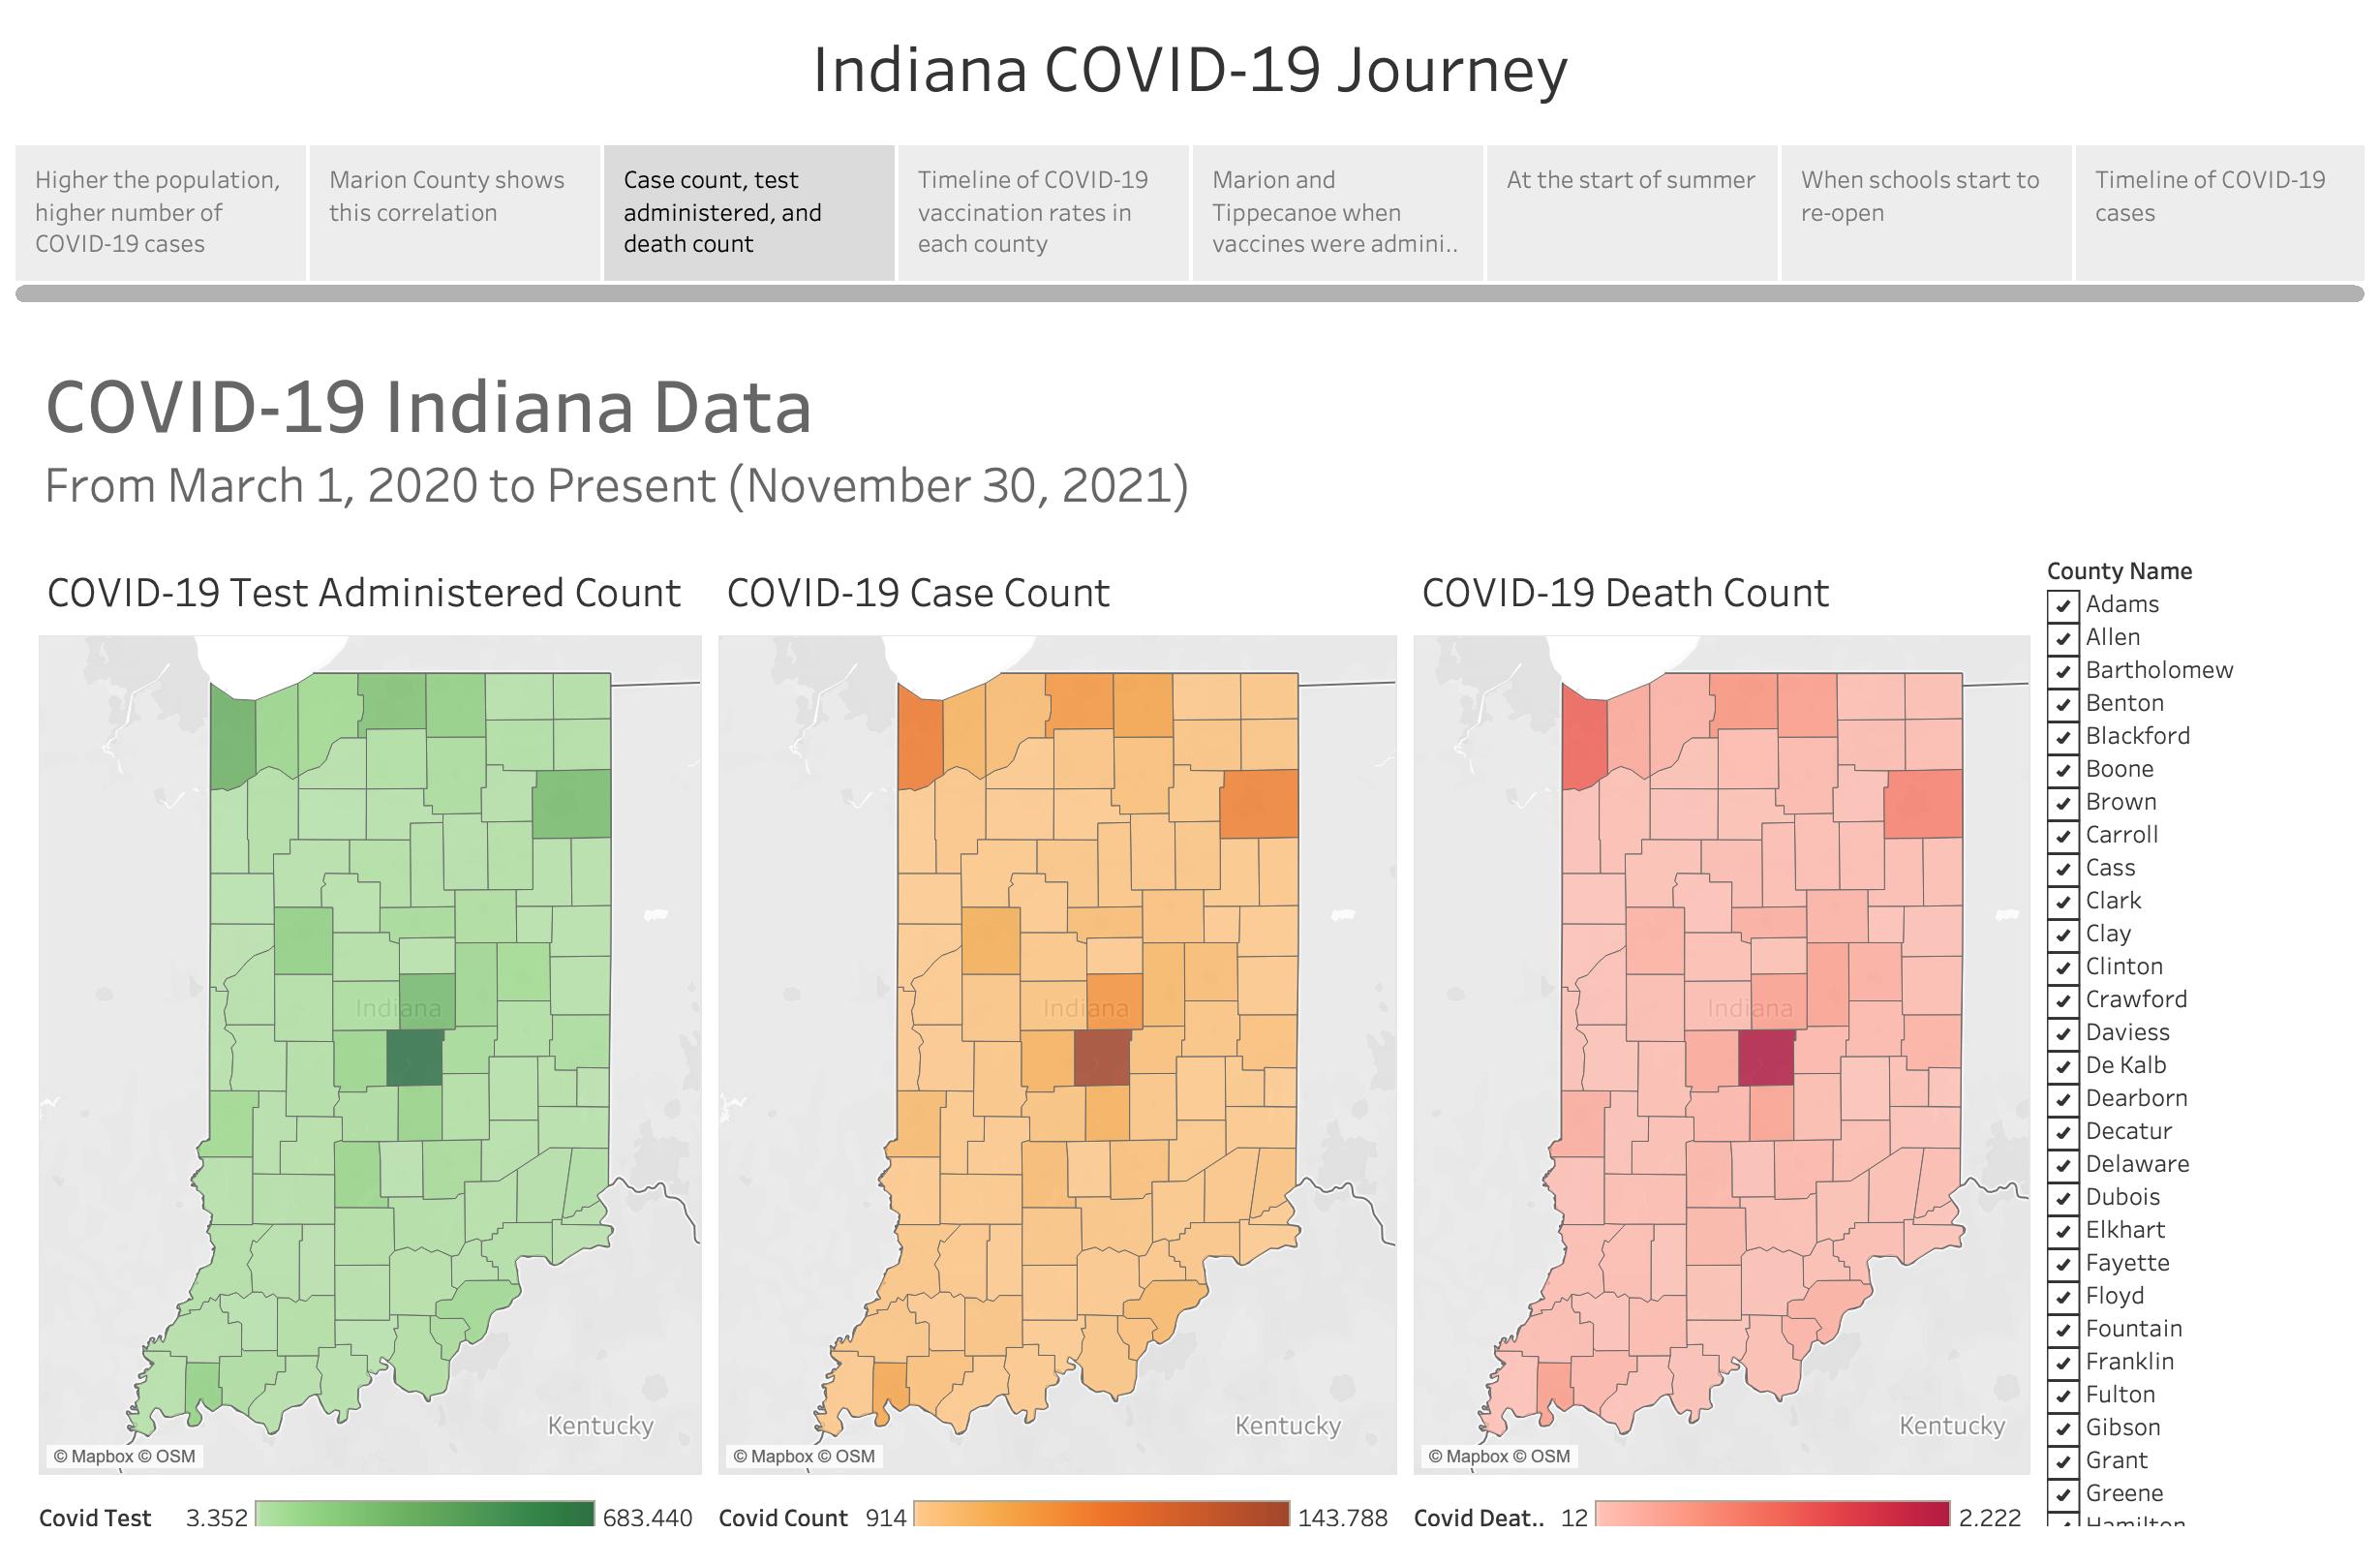 Indiana COVID-19 Journey
Higher the population,
higher number of
COVID-19 cases
Marion County shows
this correlation
Case count, test
administered, and
death count
Timeline of COVID-19
vaccination rates in
each county
Marion and
Tippecanoe when
vaccines were admini..
At the start of summer
When schools start to
re-open
Timeline of COVID-19
cases
COVID-19 Indiana Data
From March 1, 2020 to Present (November 30, 2021)
COVID-19 Test Administered Count
Indiana
Kentucky
© Mapbox © OSM
Covid Test 3,352 683,440
COVID-19 Case Count
Indiana
Kentucky
© Mapbox © OSM
Covid Count 914 143,788
COVID-19 Death Count
Indiana
Kentucky
© Mapbox © OSM
Covid Deat.. 12 2,222
County Name
Adams
Allen
Bartholomew
Benton
Blackford
Boone
Brown
Carroll
Cass
Clark
Clay
Clinton
Crawford
Daviess
De Kalb
Dearborn
Decatur
Delaware
Dubois
Elkhart
Fayette
Floyd
Fountain
Franklin
Fulton
Gibson
Grant
Greene
Hamilton